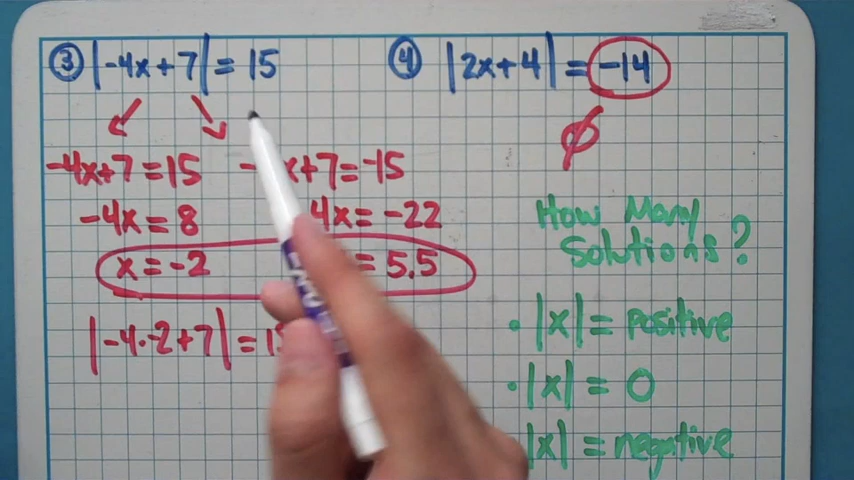 ③ |-4x+7| = 15
-4x+7 = 15
-x+7 = -15
-4x = 8
4x = -22
x = -2
= 5.5
|-4·-2+7| = 1
④ |2x+4| = -14
∅
How Many
Solutions?
• |x| = positive
• |x| = 0
|x| = negative